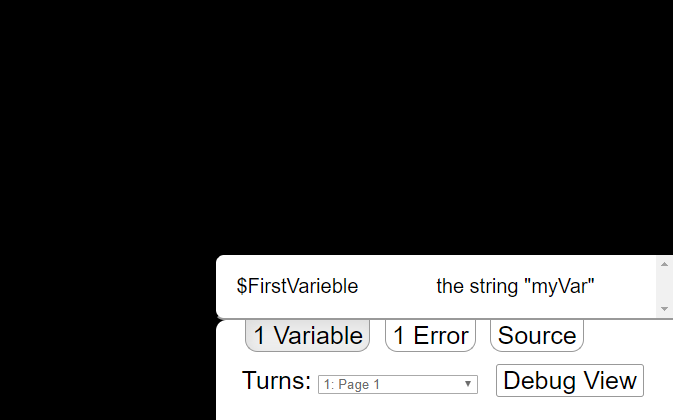 $FirstVarieble the string "myVar"
1 Variable 1 Error Source
Turns: 1: Page 1 Debug View